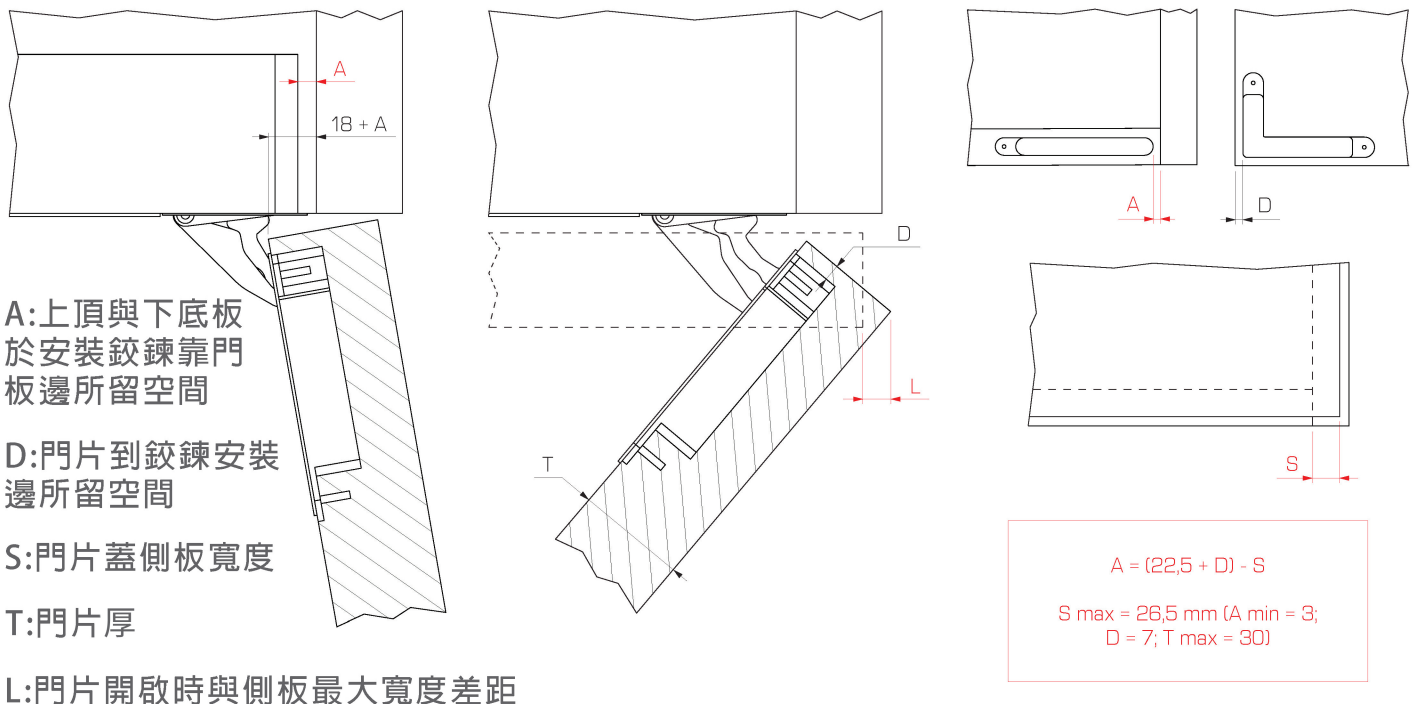 A
18 + A
A:上頂與下底板
於安裝鉸鍊靠門
板邊所留空間
D:門片到鉸鍊安裝
邊所留空間
S:門片蓋側板寬度
T:門片厚
L:門片開啟時與側板最大寬度差距
D
L
T
A
D
S
A = (22,5 + D) - S
S max = 26,5 mm (A min = 3;
D = 7; T max = 30)